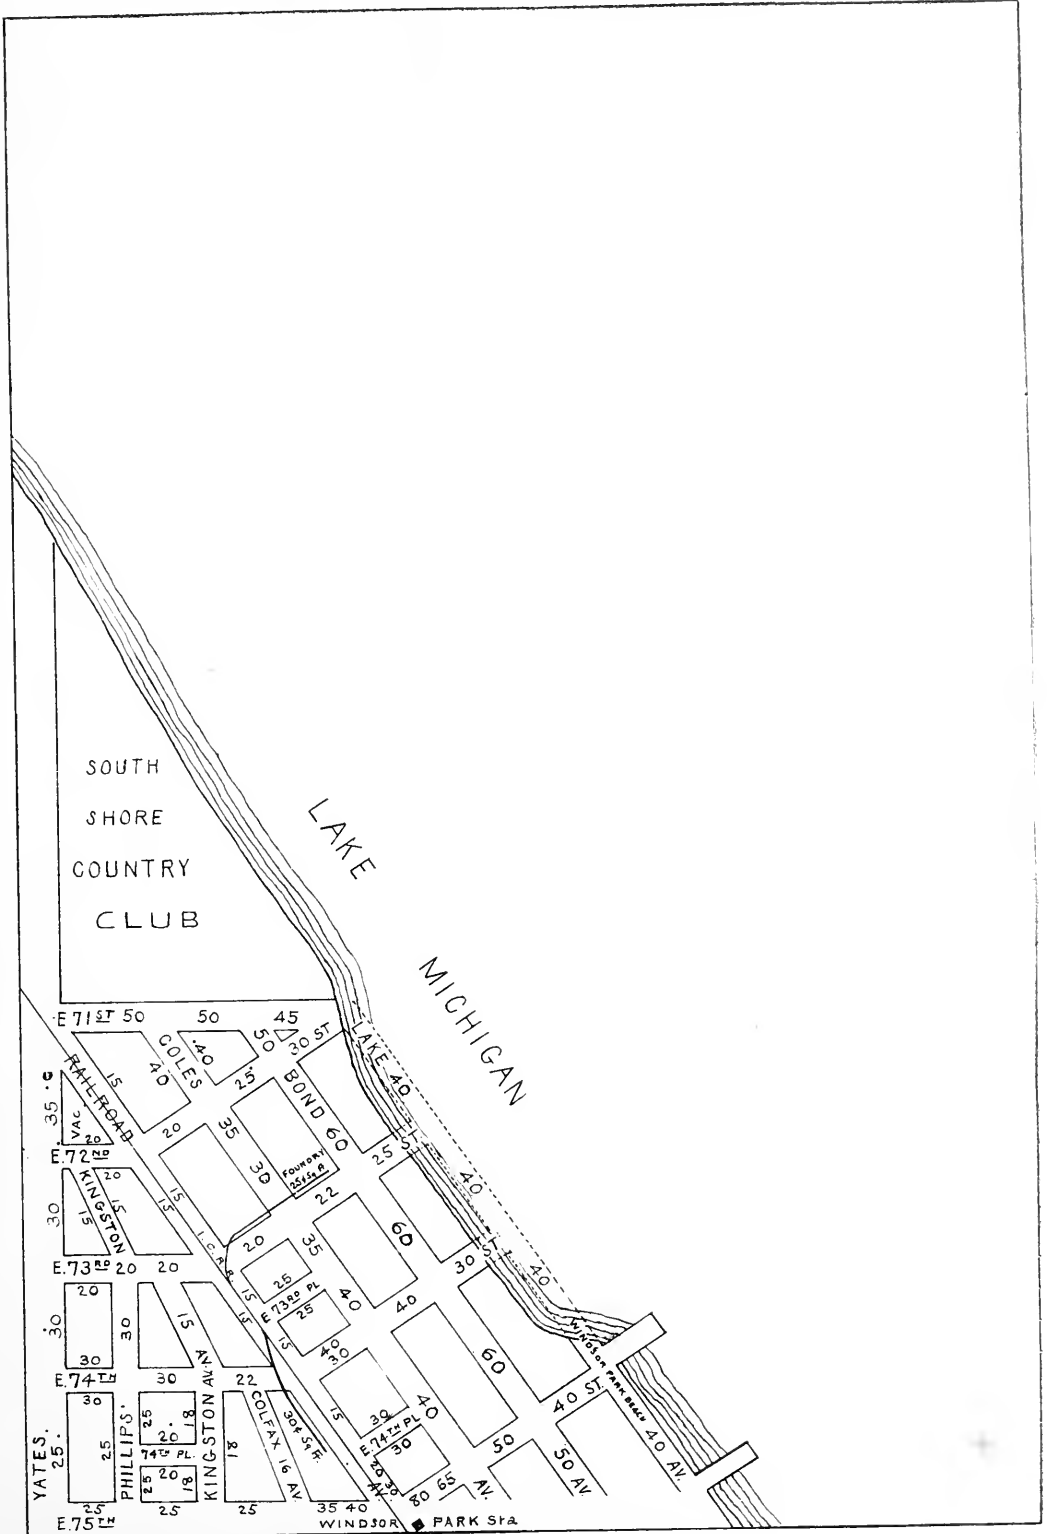 SOUTH
SHORE
COUNTRY
CLUB
LAKE
MICHIGAN
E 71ST 50 50 45
50 30 ST
COLES
40
40
25
LAKE 40
RAILROAD
15
BOND 60
35
VAC.
20
20
35
30
FOUNDRY
25
ST
E.72ND
KINGSTON
20
15
15
15
15
30
22
40
60
I.C.R.R.
20
35
25
E 73RD PL
25
40
30
ST
40
E.73RD 20 20
20
30
30
30
15
15
15
15
40
30
40
60
WINDSOR PARK BEACH
E.74TH 30 22
AV.
30
25
25
PHILLIPS'
25
20
18
74TH PL.
25 20 18
KINGSTON AV.
18
COLFAX 16 AV.
30¢ Sq Ft.
15
30
40
E.74TH PL
30
20 30
AV.
80 65
AV.
50
40 ST.
50 AV.
40 AV.
YATES.
25
25 25 25 35 40
E.75TH
WINDSOR PARK Sta